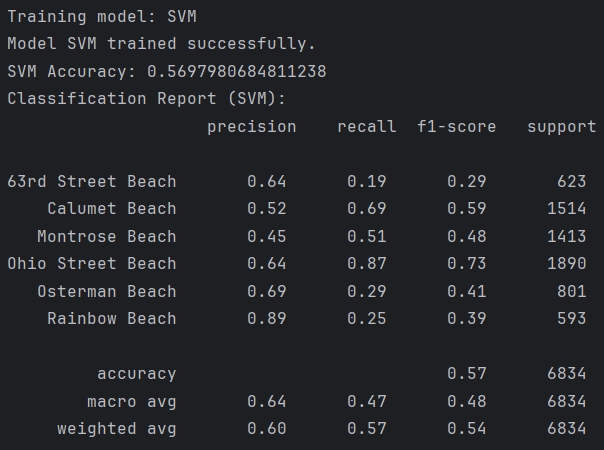 Training model: SVM
Model SVM trained successfully.
SVM Accuracy: 0.5697980684811238
Classification Report (SVM):
precision recall f1-score support
63rd Street Beach 0.64 0.19 0.29 623
Calumet Beach 0.52 0.69 0.59 1514
Montrose Beach 0.45 0.51 0.48 1413
Ohio Street Beach 0.64 0.87 0.73 1890
Osterman Beach 0.69 0.29 0.41 801
Rainbow Beach 0.89 0.25 0.39 593
accuracy 0.57 6834
macro avg 0.64 0.47 0.48 6834
weighted avg 0.60 0.57 0.54 6834